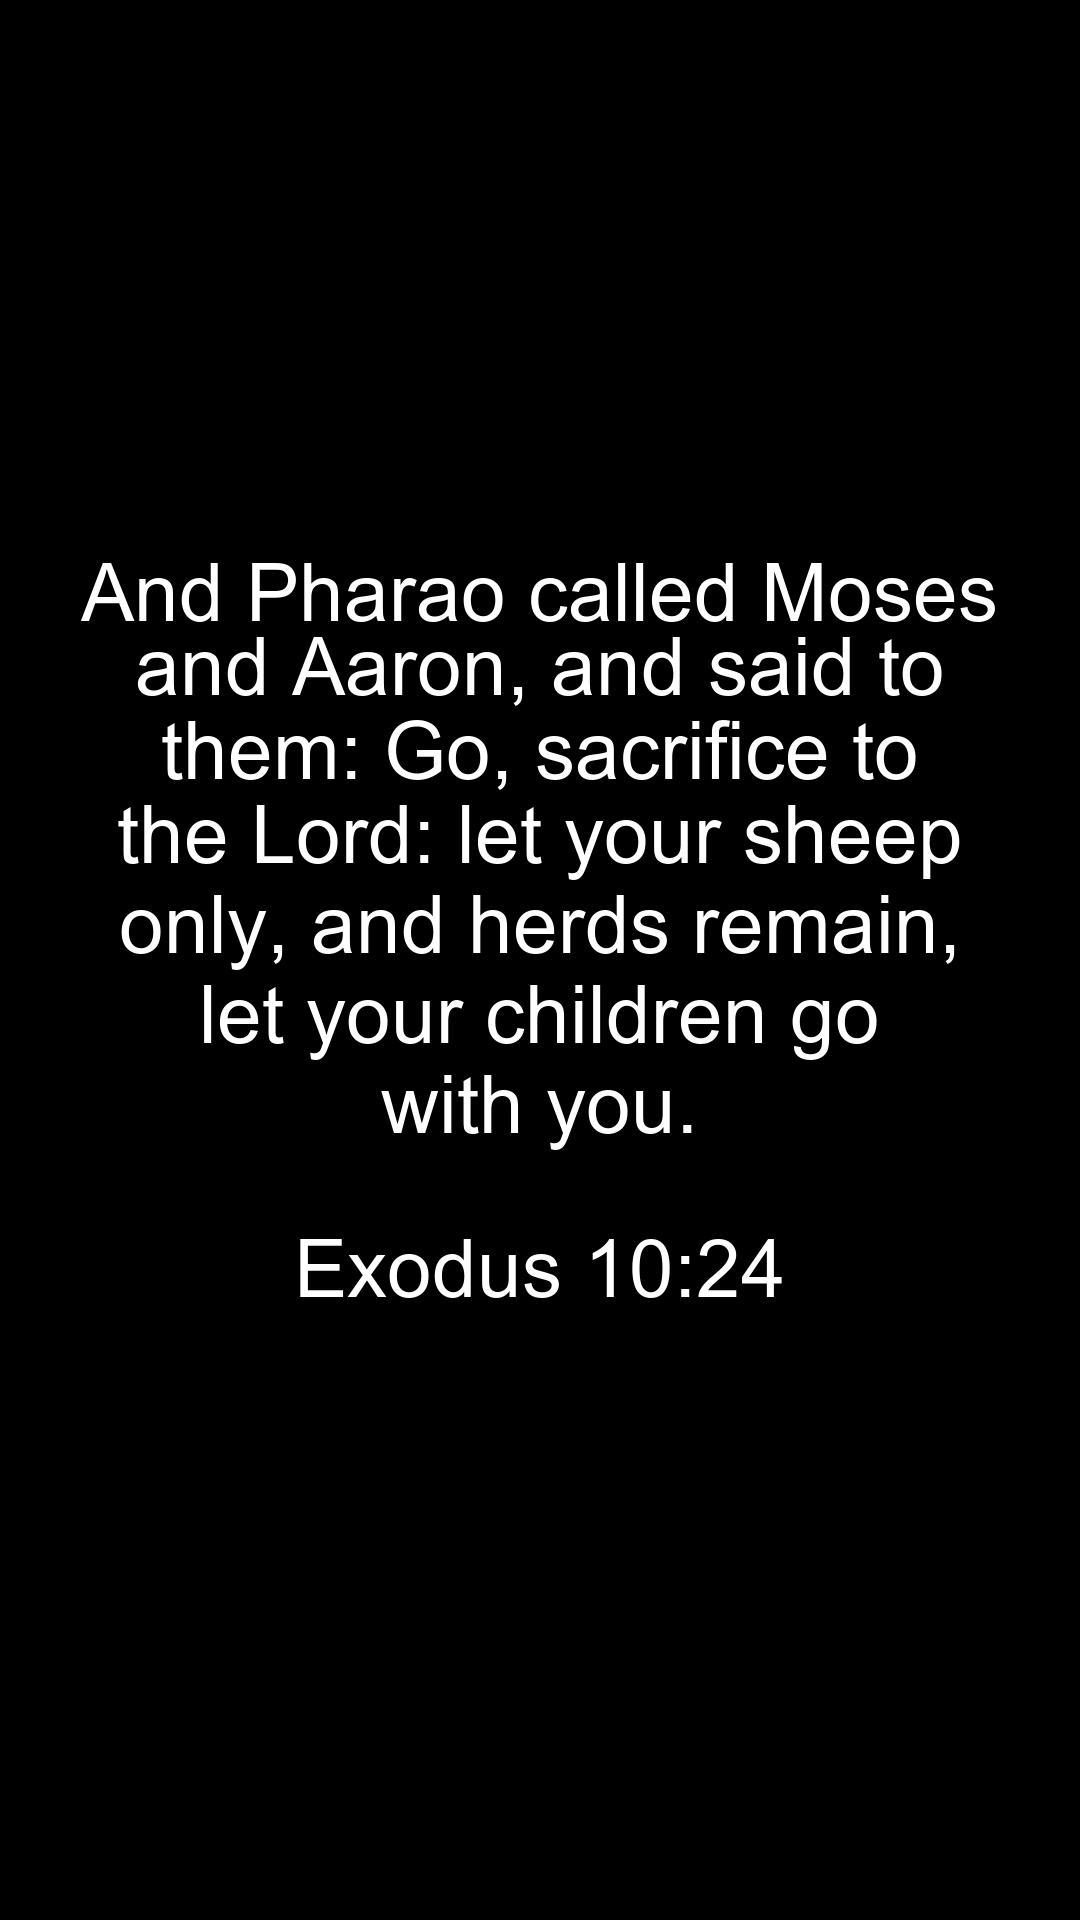 And Pharao called Moses
and Aaron, and said to
them: Go, sacrifice to
the Lord: let your sheep
only, and herds remain,
let your children go
with you.
Exodus 10:24